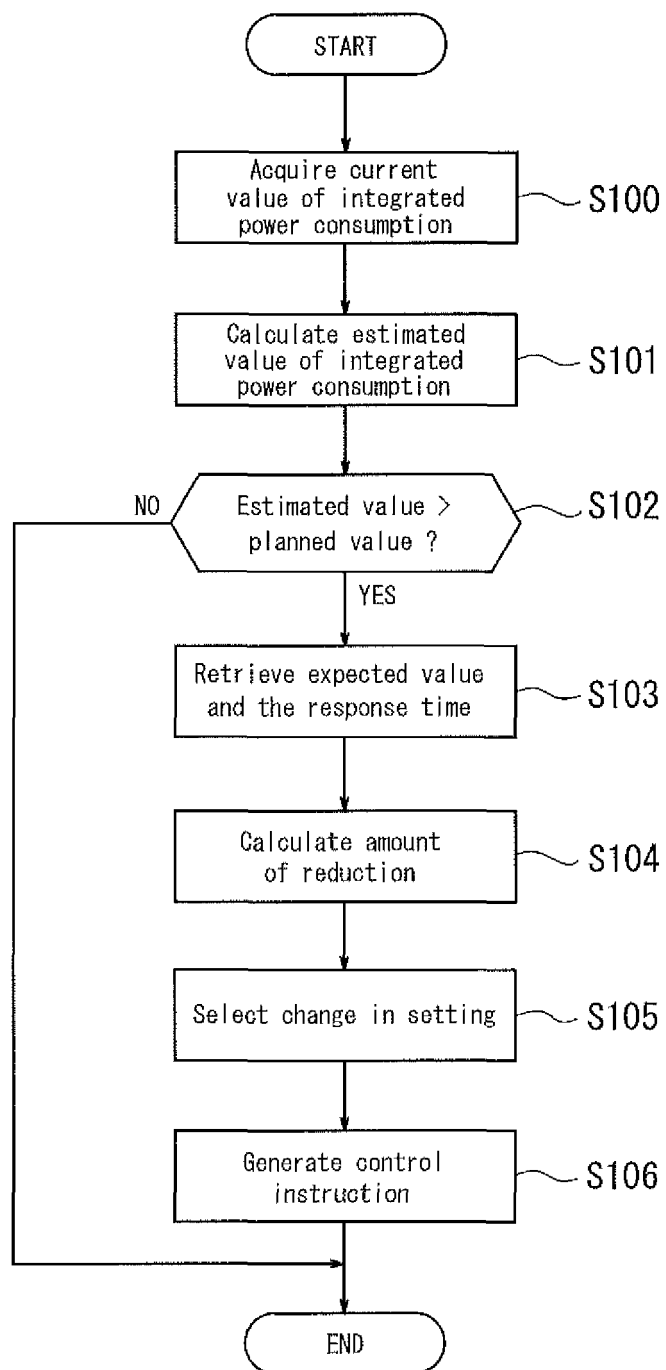 START
Acquire current
value of integrated
power consumption
S100
Calculate estimated
value of integrated
power consumption
S101
NO
Estimated value >
planned value ?
S102
YES
Retrieve expected value
and the response time
S103
Calculate amount
of reduction
S104
Select change in setting
S105
Generate control
instruction
S106
END